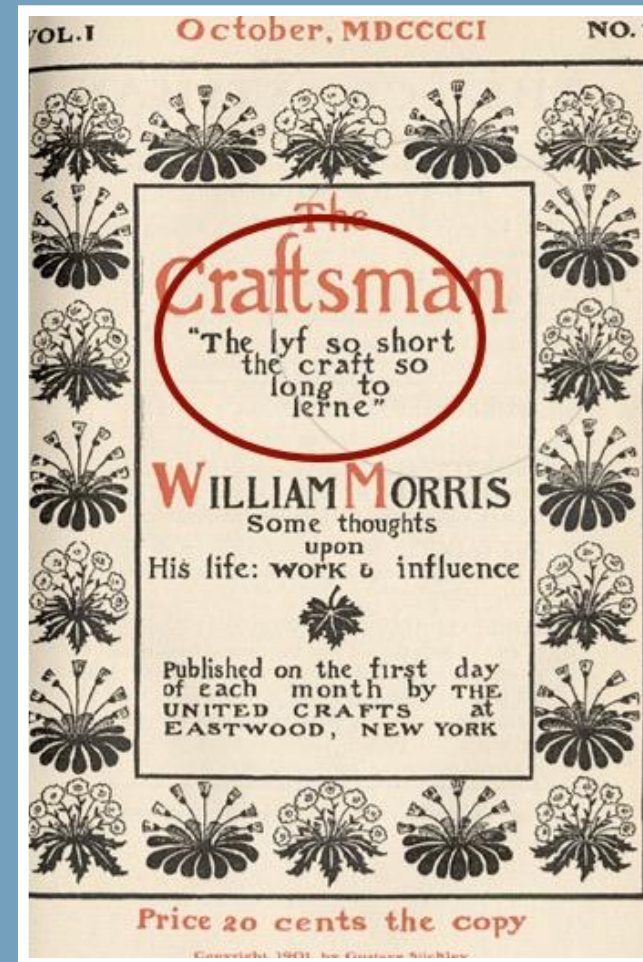 VOL.I October, MDCCCCI NO.
The
Craftsman
"The lyf so short
the craft so
long to
lerne"
WILLIAM MORRIS
Some thoughts
upon
His life: work & influence
Published on the first day
of each month by THE
UNITED CRAFTS at
EASTWOOD, NEW YORK
Price 20 cents the copy
Copyright 1901, by Gustave Stickley